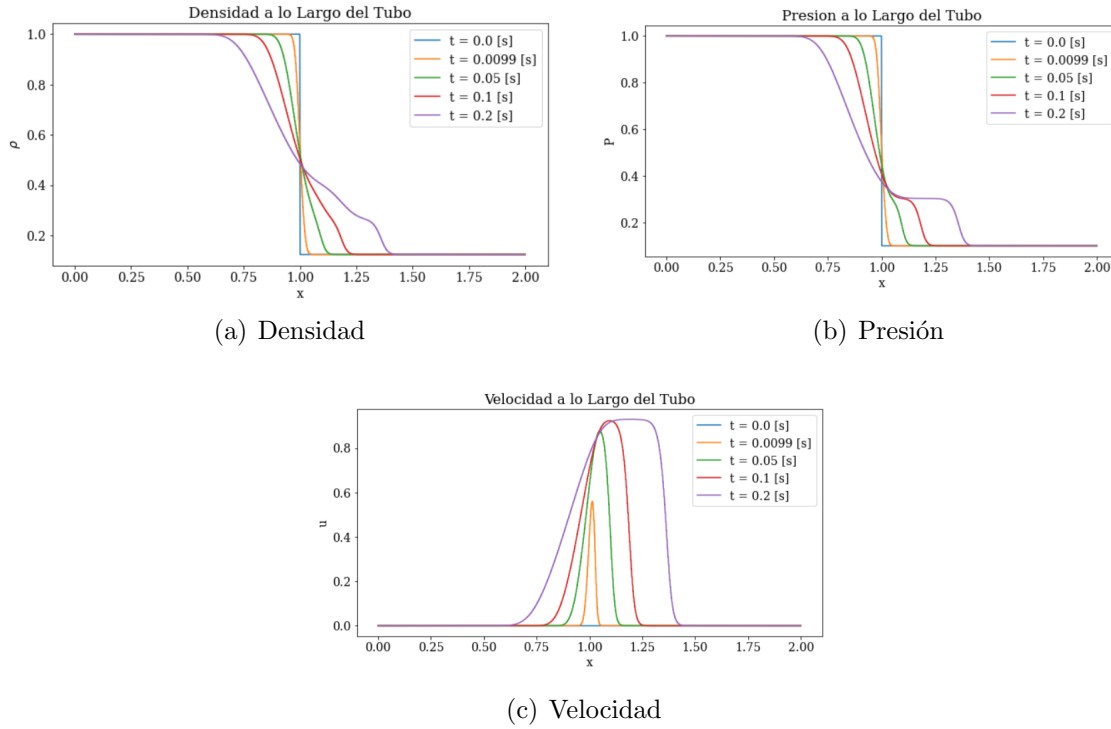 Densidad a lo Largo del Tubo
t = 0.0 [s]
t = 0.0099 [s]
t = 0.05 [s]
t = 0.1 [s]
t = 0.2 [s]
1.0
0.8
0.6
0.4
0.2
ρ
0.00 0.25 0.50 0.75 1.00 1.25 1.50 1.75 2.00
x
(a) Densidad
Presion a lo Largo del Tubo
t = 0.0 [s]
t = 0.0099 [s]
t = 0.05 [s]
t = 0.1 [s]
t = 0.2 [s]
1.0
0.8
0.6
0.4
0.2
P
0.00 0.25 0.50 0.75 1.00 1.25 1.50 1.75 2.00
x
(b) Presión
Velocidad a lo Largo del Tubo
t = 0.0 [s]
t = 0.0099 [s]
t = 0.05 [s]
t = 0.1 [s]
t = 0.2 [s]
0.8
0.6
0.4
0.2
0.0
u
0.00 0.25 0.50 0.75 1.00 1.25 1.50 1.75 2.00
x
(c) Velocidad